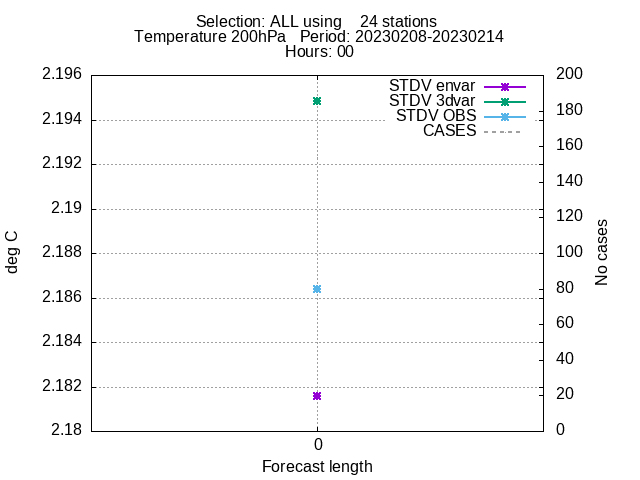 Selection: ALL using    24 stations
Temperature 200hPa   Period: 20230208-20230214
Hours: 00
2.196
2.194
2.192
2.19
2.188
2.186
2.184
2.182
2.18
200
180
160
140
120
100
80
60
40
20
0
STDV envar
STDV 3dvar
STDV OBS
CASES
deg C
No cases
0
Forecast length